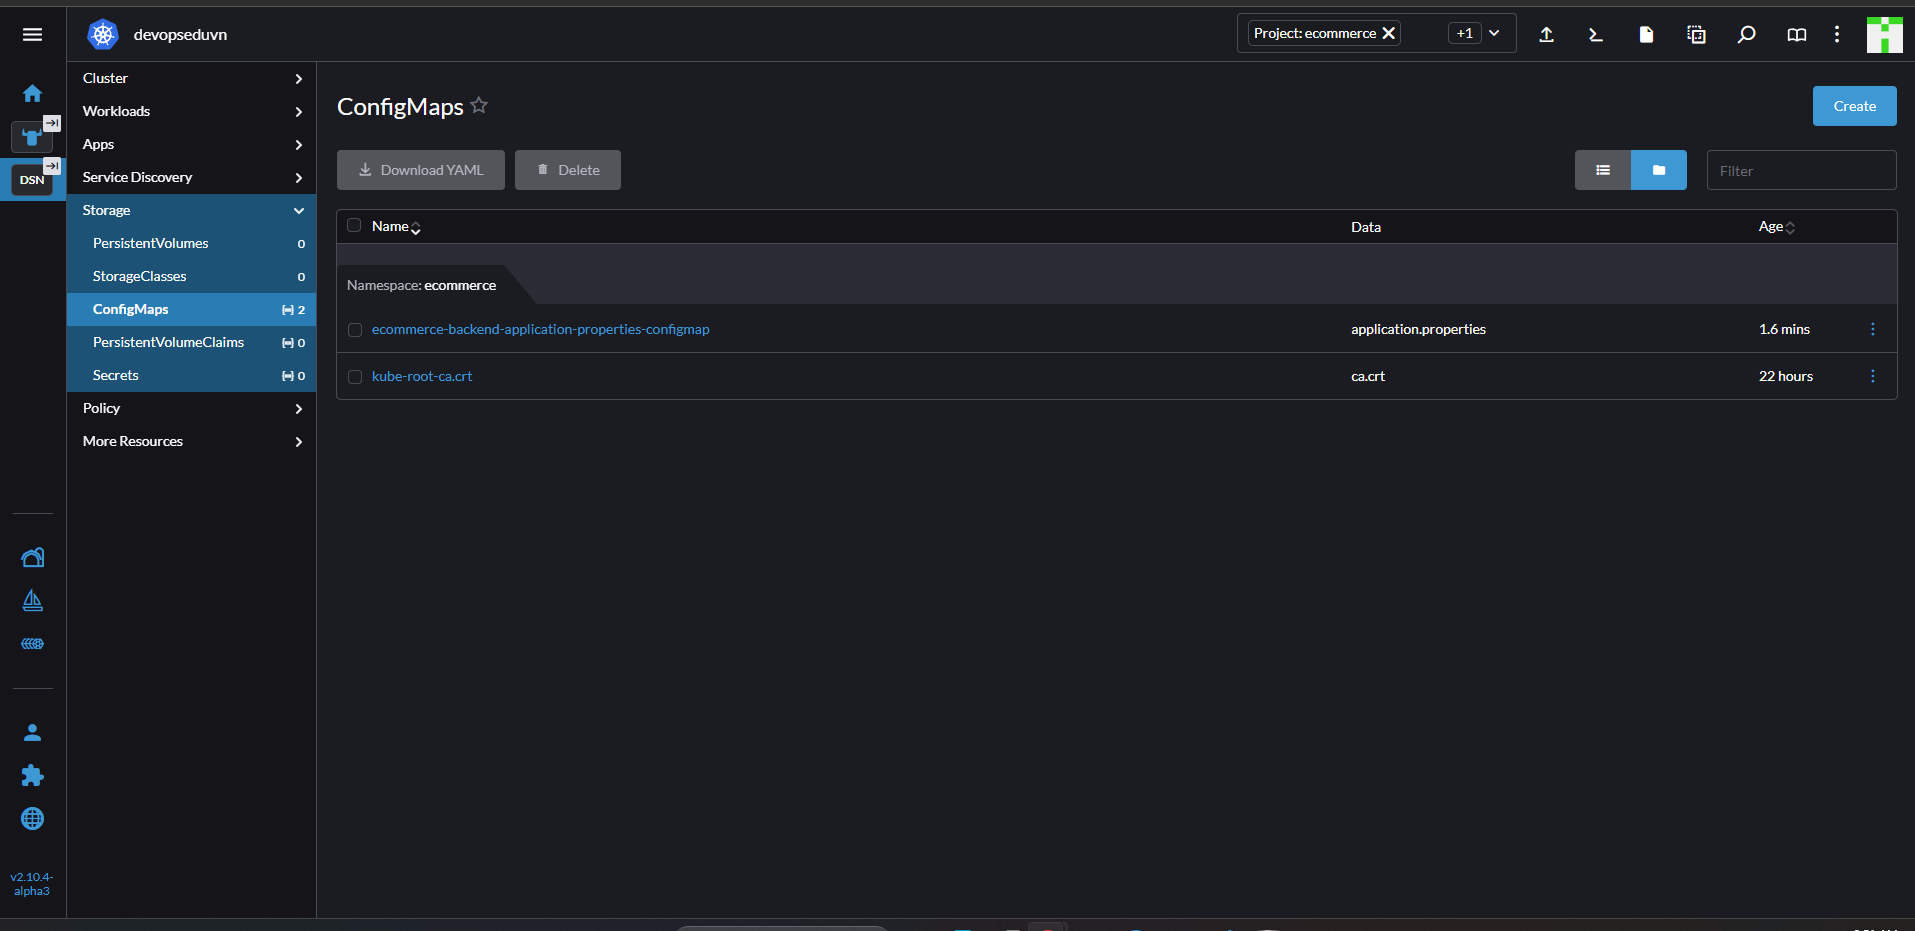 devopseduvn
Project: ecommerce
+1
Cluster
Workloads
Apps
Service Discovery
Storage
PersistentVolumes 0
StorageClasses 0
ConfigMaps 2
PersistentVolumeClaims 0
Secrets 0
Policy
More Resources
DSN
v2.10.4-
alpha3
ConfigMaps
Create
Download YAML
Delete
Filter
Name Data Age
Namespace: ecommerce
ecommerce-backend-application-properties-configmap application.properties 1.6 mins
kube-root-ca.crt ca.crt 22 hours